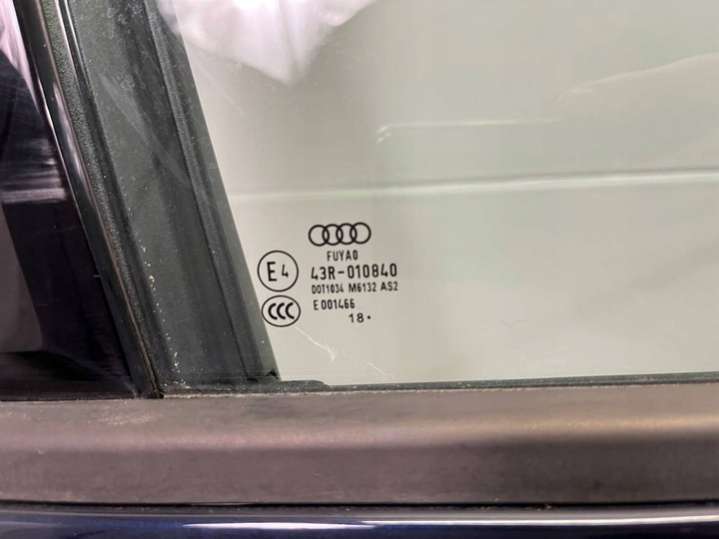 FUYAO
E4
43R-010840
DOT1034 M6132 AS2
CCC
E 001466
18.